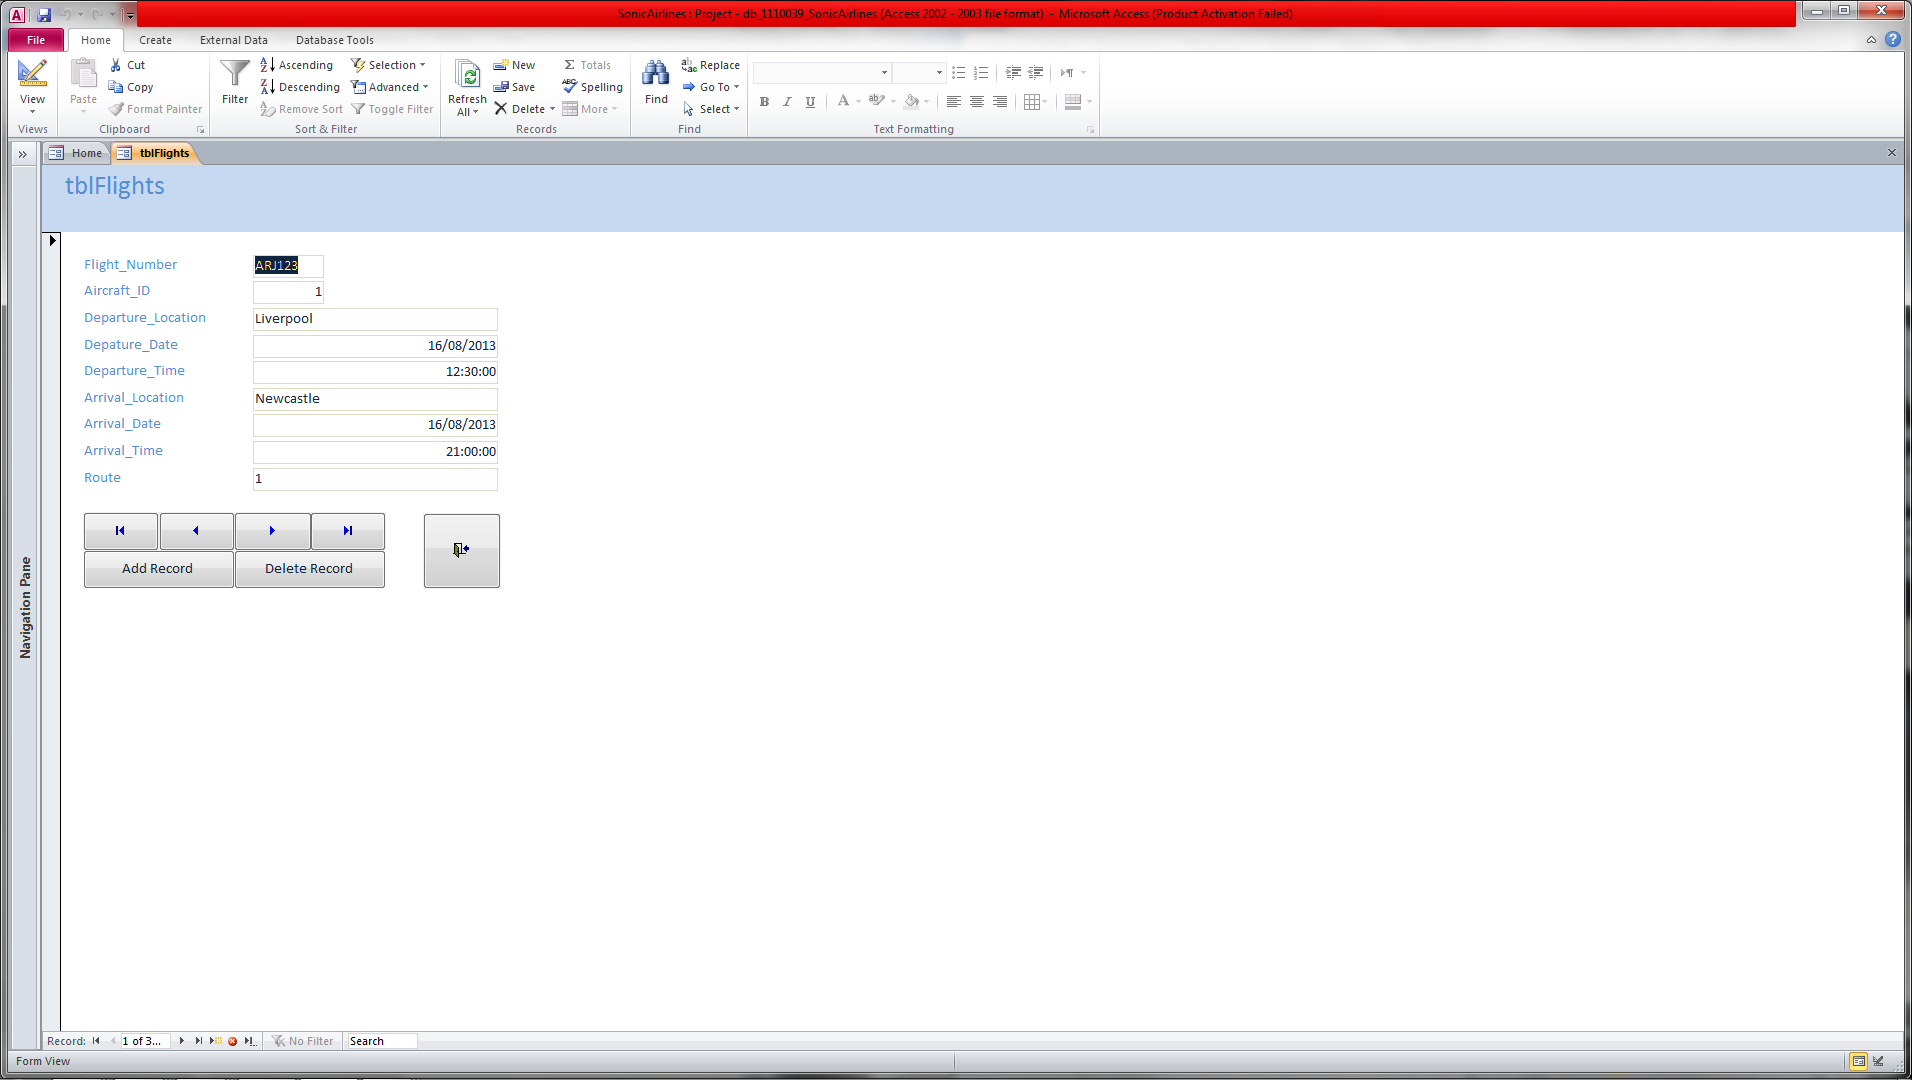 SonicAirlines : Project - db_1110039_SonicAirlines (Access 2002 - 2003 file format) - Microsoft Access (Product Activation Failed)
File Home Create External Data Database Tools
View
Views
Paste
Cut
Copy
Format Painter
Clipboard
Filter
Ascending
Descending
Remove Sort
Selection
Advanced
Toggle Filter
Sort & Filter
Refresh
All
New
Save
Delete
Totals
Spelling
More
Records
Find
Replace
Go To
Select
Find
B I U A
Text Formatting
Home tblFlights
tblFlights
Flight_Number ARJ123
Aircraft_ID 1
Departure_Location Liverpool
Depature_Date 16/08/2013
Departure_Time 12:30:00
Arrival_Location Newcastle
Arrival_Date 16/08/2013
Arrival_Time 21:00:00
Route 1
Add Record Delete Record
Navigation Pane
Record: 1 of 3... No Filter Search
Form View